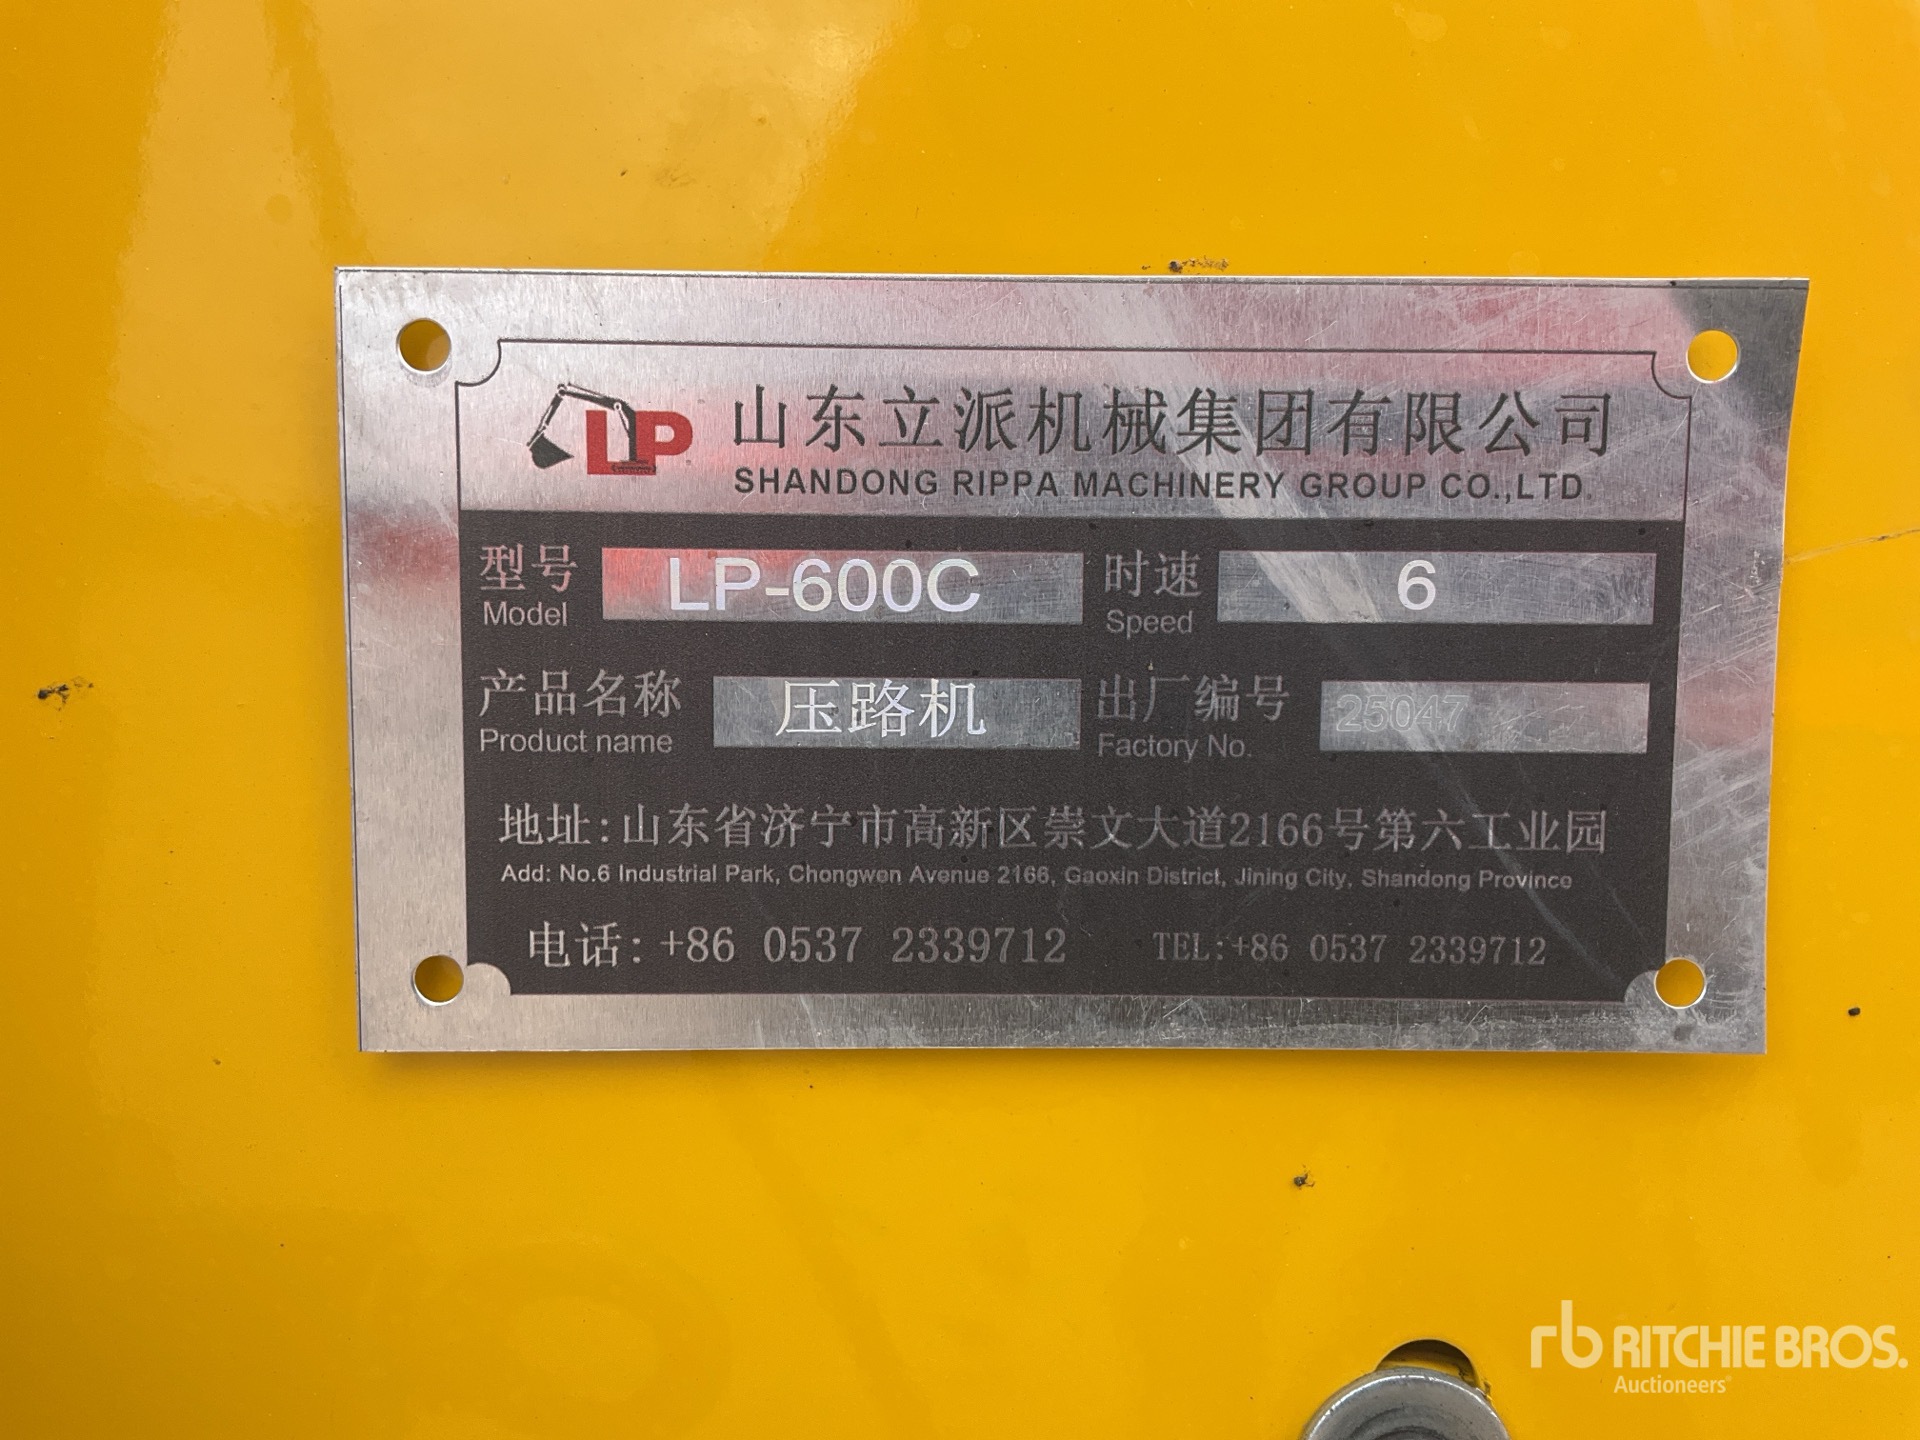 LP 山东立派机械集团有限公司
SHANDONG RIPPA MACHINERY GROUP CO.,LTD.
型号 LP-600C 时速 6
Model Speed
产品名称 压路机 出厂编号 25047
Product name Factory No.
地址:山东省济宁市高新区崇文大道2166号第六工业园
Add: No.6 Industrial Park, Chongwen Avenue 2166, Gaoxin District, Jining City, Shandong Province
电话: +86 0537 2339712 TEL:+86 0537 2339712
rb RITCHIE BROS.
Auctioneers